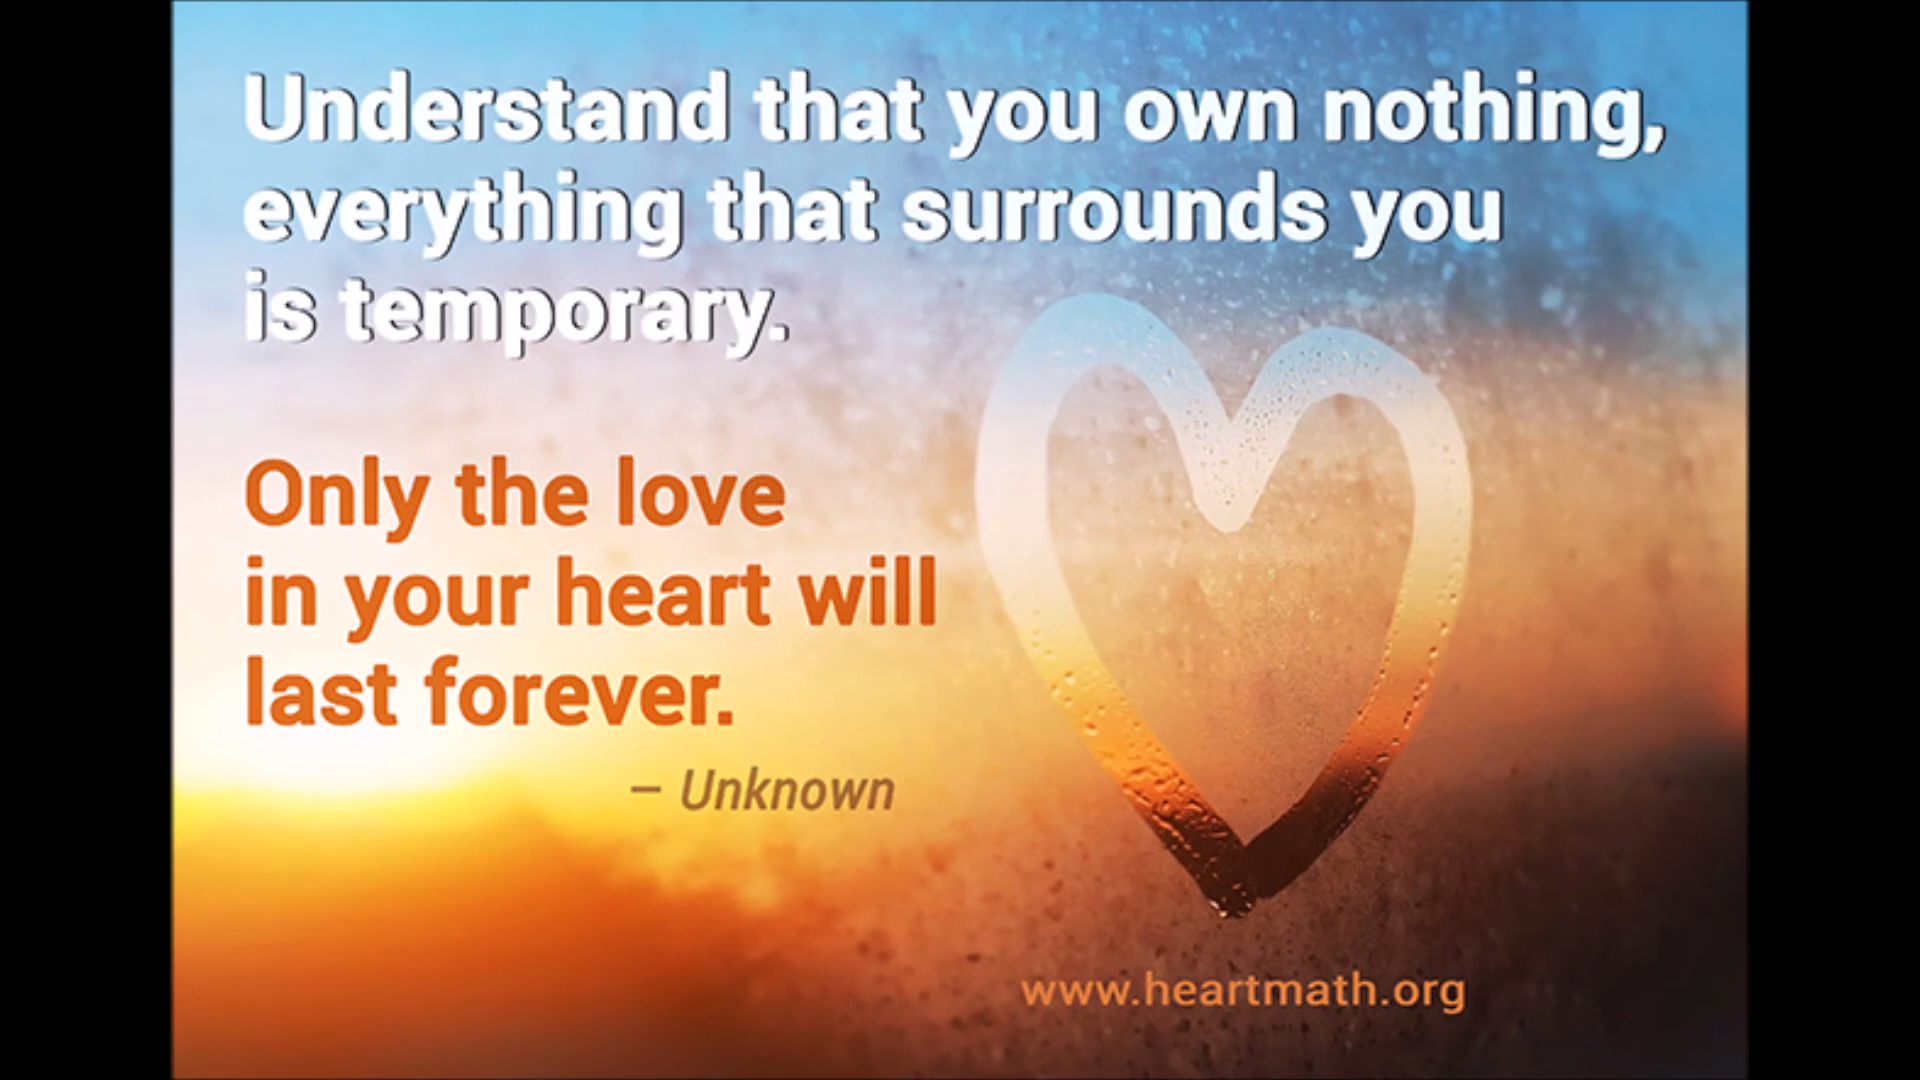 Understand that you own nothing,
everything that surrounds you
is temporary.
Only the love
in your heart will
last forever.
– Unknown
www.heartmath.org